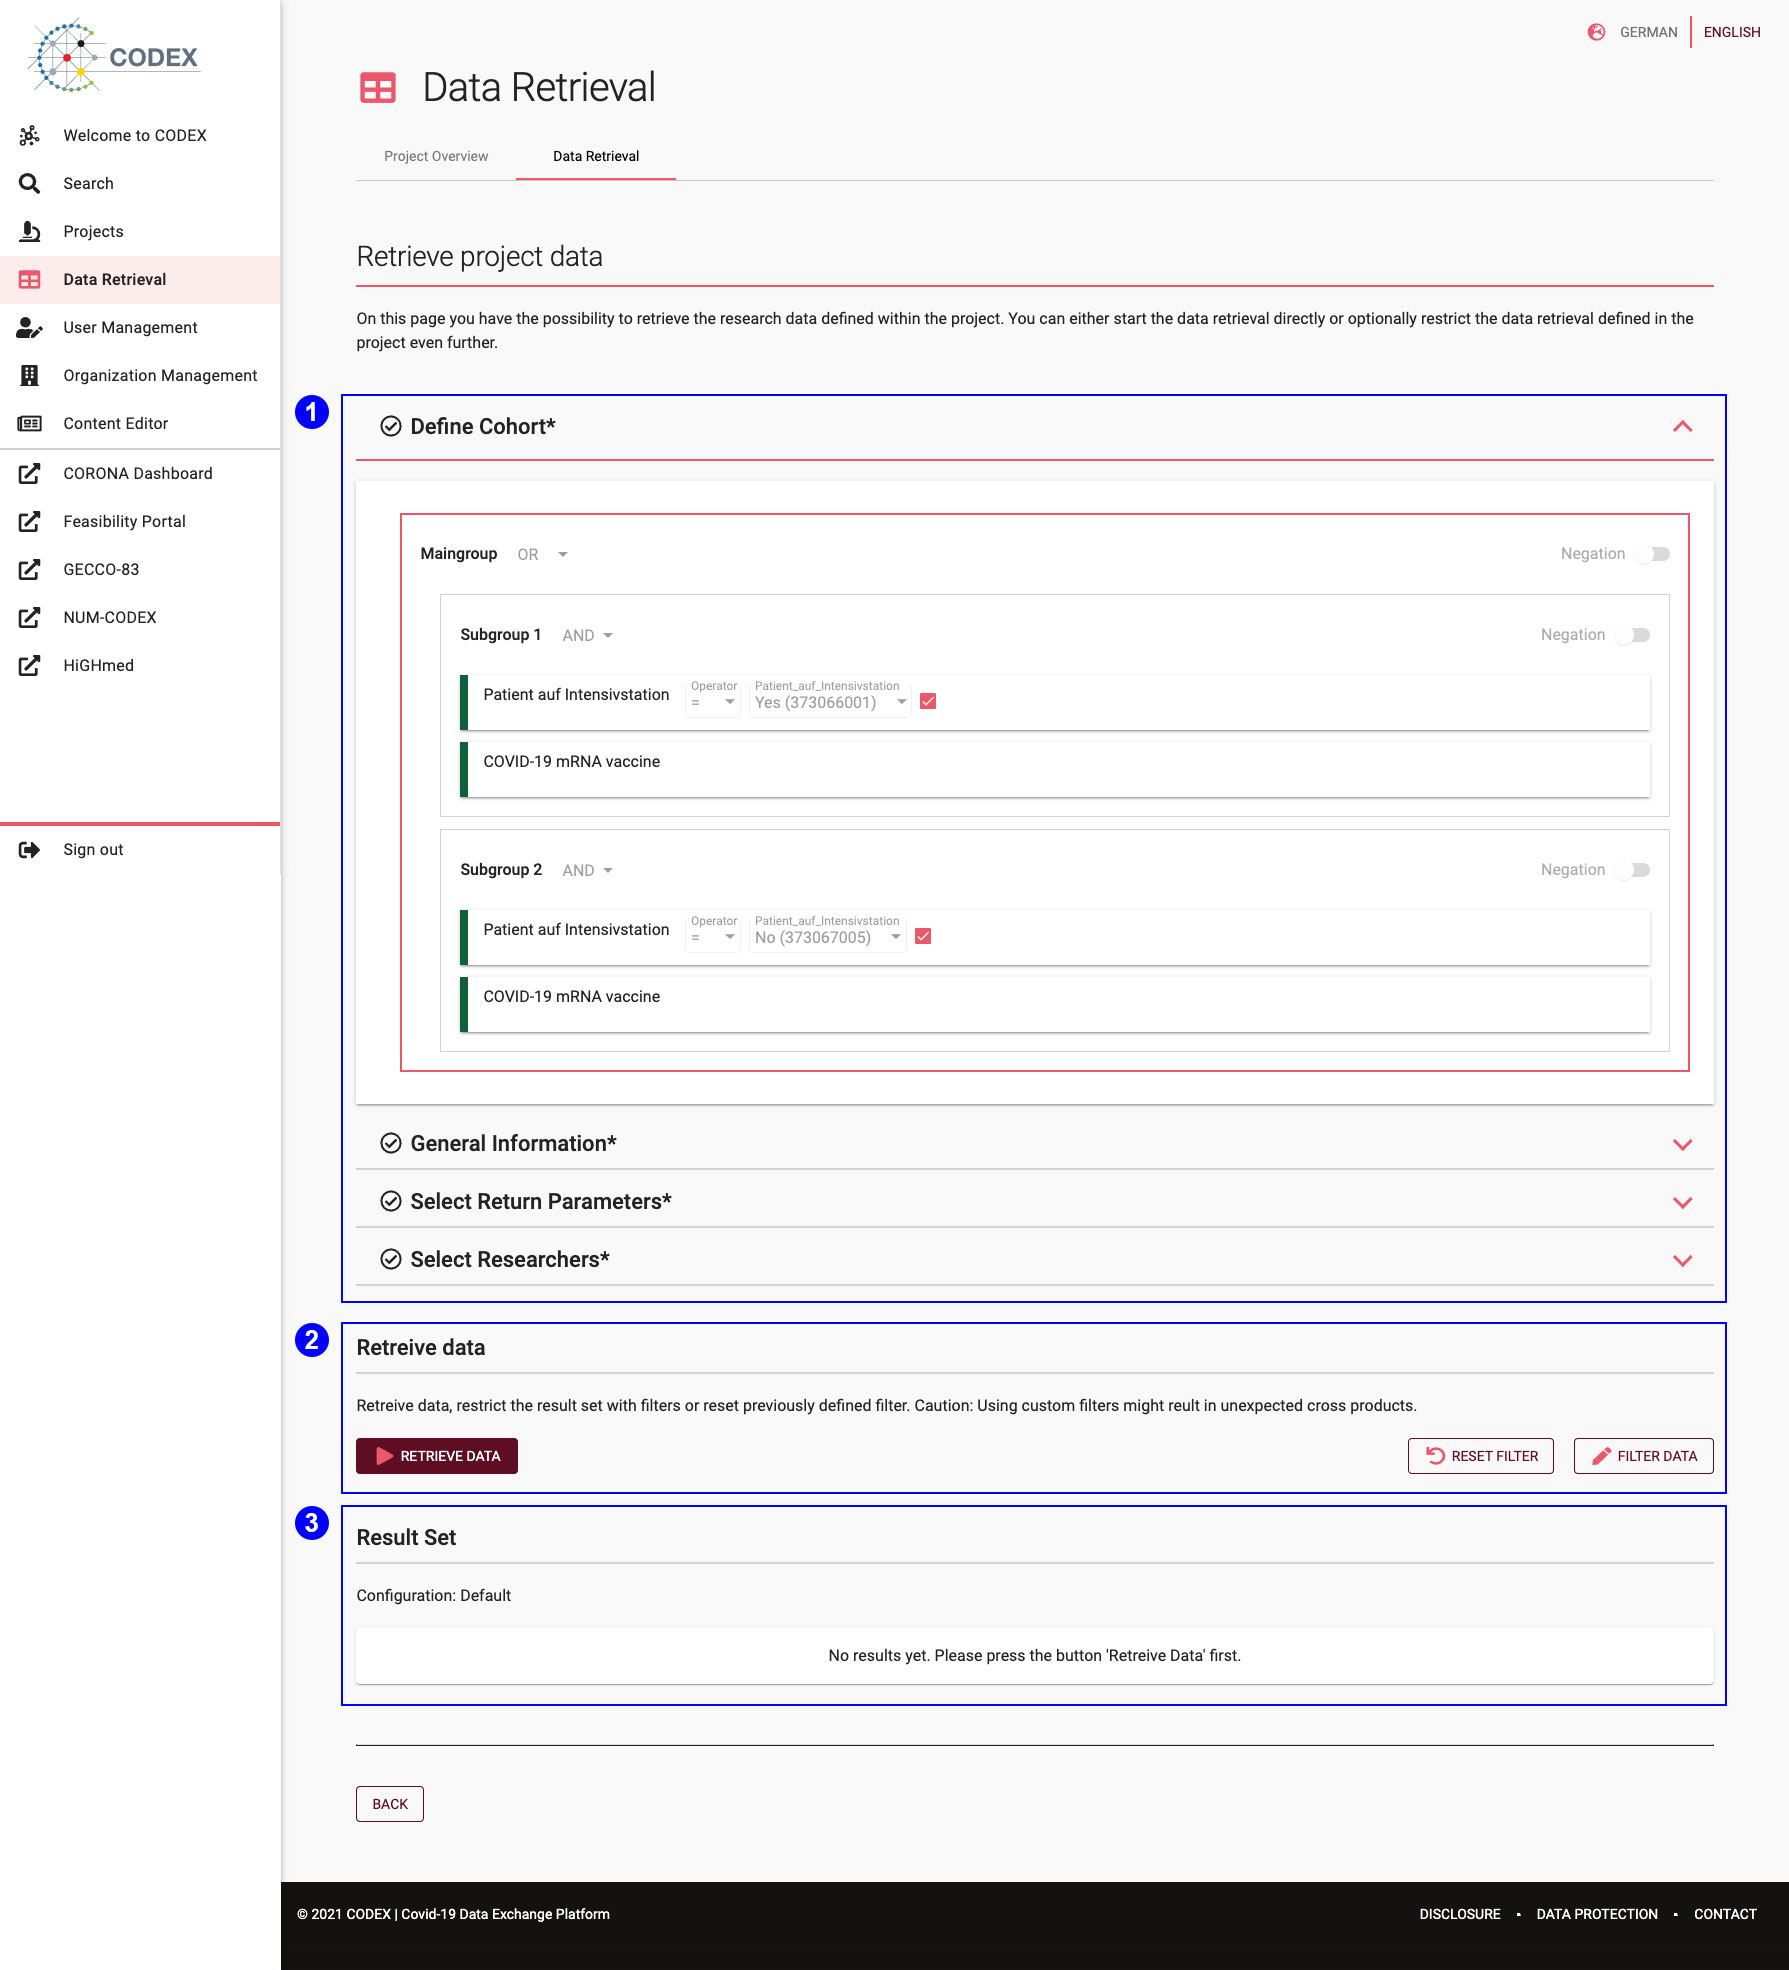 CODEX
Welcome to CODEX
Search
Projects
Data Retrieval
User Management
Organization Management
Content Editor
CORONA Dashboard
Feasibility Portal
GECCO-83
NUM-CODEX
HiGHmed
Sign out
GERMAN
ENGLISH
Data Retrieval
Project Overview
Data Retrieval
Retrieve project data
On this page you have the possibility to retrieve the research data defined within the project. You can either start the data retrieval directly or optionally restrict the data retrieval defined in the
project even further.
1
Define Cohort*
Maingroup OR Negation
Subgroup 1 AND Negation
Patient auf Intensivstation Operator = Patient_auf_Intensivstation Yes (373066001)
COVID-19 mRNA vaccine
Subgroup 2 AND Negation
Patient auf Intensivstation Operator = Patient_auf_Intensivstation No (373067005)
COVID-19 mRNA vaccine
General Information*
Select Return Parameters*
Select Researchers*
2
Retreive data
Retreive data, restrict the result set with filters or reset previously defined filter. Caution: Using custom filters might reult in unexpected cross products.
RETRIEVE DATA
RESET FILTER
FILTER DATA
3
Result Set
Configuration: Default
No results yet. Please press the button 'Retreive Data' first.
BACK
© 2021 CODEX | Covid-19 Data Exchange Platform
DISCLOSURE • DATA PROTECTION • CONTACT